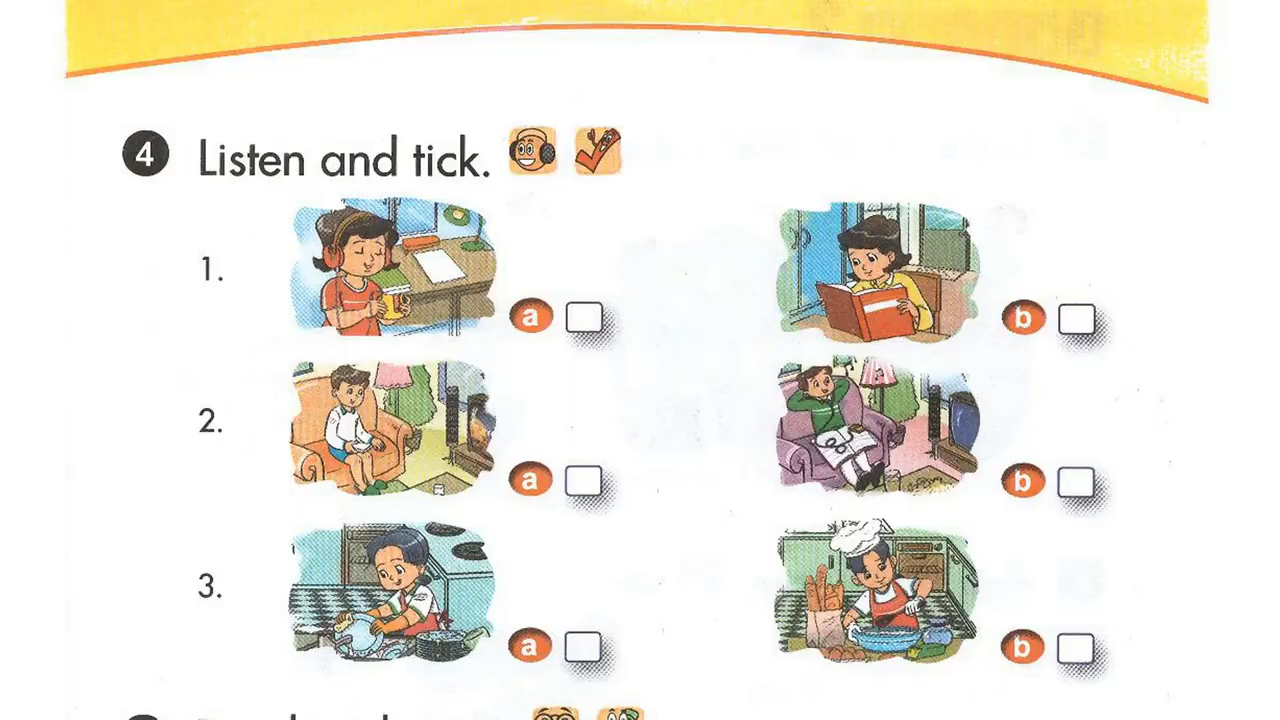 4 Listen and tick.
1. a b
2. a b
3. a b